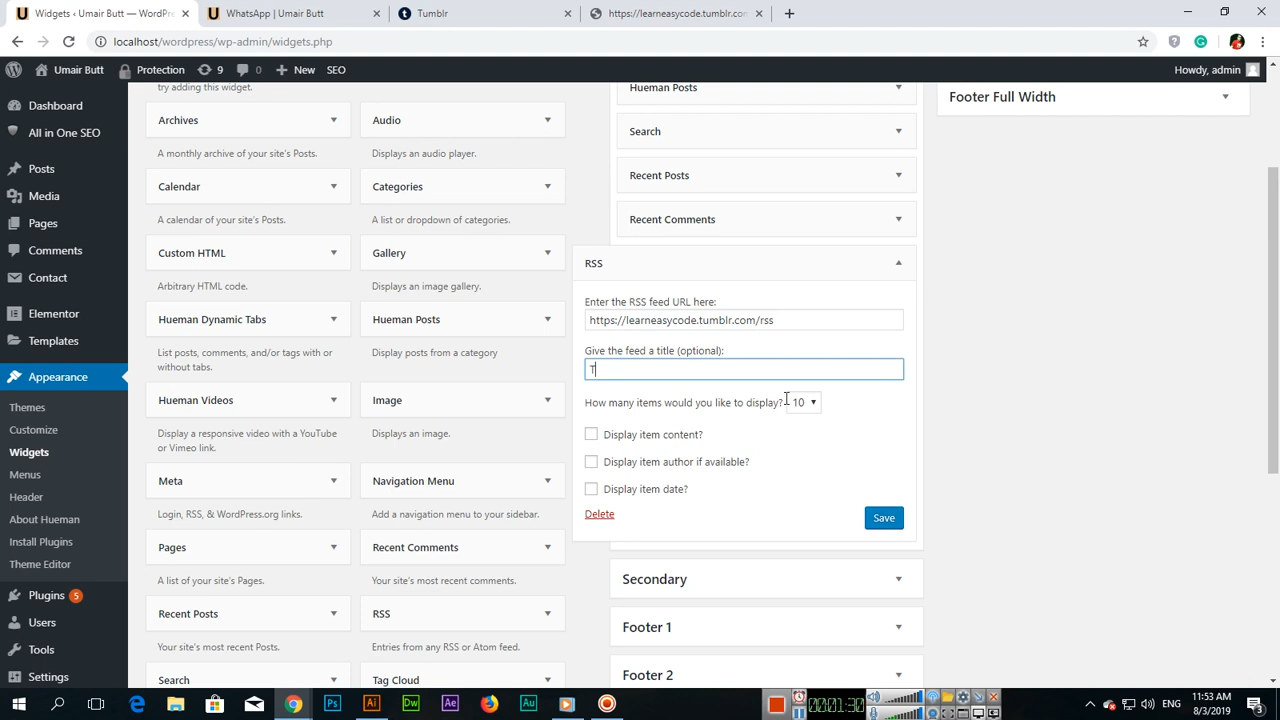 Widgets ‹ Umair Butt — WordPre
WhatsApp | Umair Butt
Tumblr
https://learneasycode.tumblr.com/
localhost/wordpress/wp-admin/widgets.php
Umair Butt
Protection
9
0
New
SEO
Howdy, admin
Dashboard
All in One SEO
Posts
Media
Pages
Comments
Contact
Elementor
Templates
Appearance
Themes
Customize
Widgets
Menus
Header
About Hueman
Install Plugins
Theme Editor
Plugins 5
Users
Tools
Settings
try adding this widget.
Archives
A monthly archive of your site's Posts.
Calendar
A calendar of your site's Posts.
Custom HTML
Arbitrary HTML code.
Hueman Dynamic Tabs
List posts, comments, and/or tags with or
without tabs.
Hueman Videos
Display a responsive video with a YouTube
or Vimeo link.
Meta
Login, RSS, & WordPress.org links.
Pages
A list of your site's Pages.
Recent Posts
Your site's most recent Posts.
Search
Audio
Displays an audio player.
Categories
A list or dropdown of categories.
Gallery
Displays an image gallery.
Hueman Posts
Display posts from a category
Image
Displays an image.
Navigation Menu
Add a navigation menu to your sidebar.
Recent Comments
Your site's most recent comments.
RSS
Entries from any RSS or Atom feed.
Tag Cloud
Hueman Posts
Search
Recent Posts
Recent Comments
RSS
Enter the RSS feed URL here:
https://learneasycode.tumblr.com/rss
Give the feed a title (optional):
T
How many items would you like to display? 10
Display item content?
Display item author if available?
Display item date?
Delete
Save
Secondary
Footer 1
Footer 2
Footer Full Width
Ps
Ai
Dw
Ae
Au
00:01:30
ENG
11:53 AM
8/3/2019
3